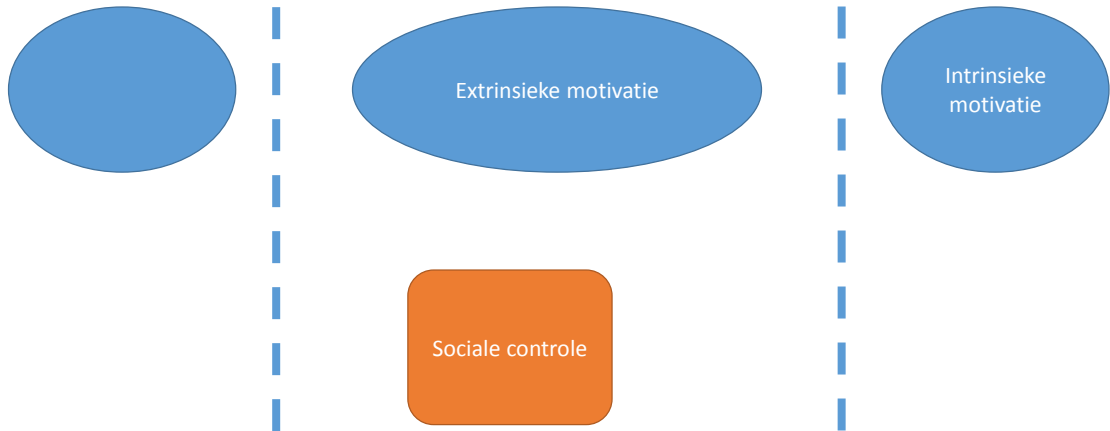 Extrinsieke motivatie
Intrinsieke
motivatie
Sociale controle